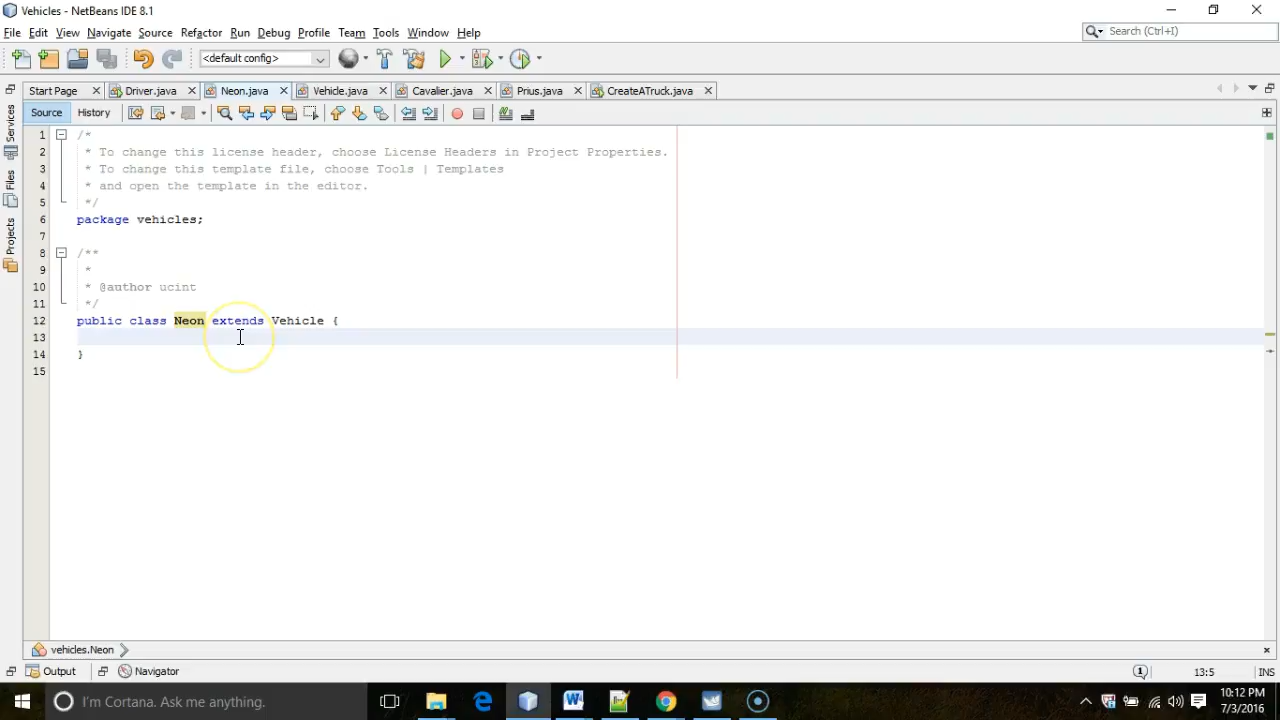 Vehicles - NetBeans IDE 8.1
File Edit View Navigate Source Refactor Run Debug Profile Team Tools Window Help
Search (Ctrl+I)
<default config>
Start Page Driver.java Neon.java Vehicle.java Cavalier.java Prius.java CreateATruck.java
Source History
Services
Files
Projects
1 /*
2 * To change this license header, choose License Headers in Project Properties.
3 * To change this template file, choose Tools | Templates
4 * and open the template in the editor.
5 */
6 package vehicles;
7
8 /**
9 *
10 * @author ucint
11 */
12 public class Neon extends Vehicle {
13
14 }
15
vehicles.Neon
Output Navigator 1 13:5 INS
I'm Cortana. Ask me anything.
10:12 PM
7/3/2016